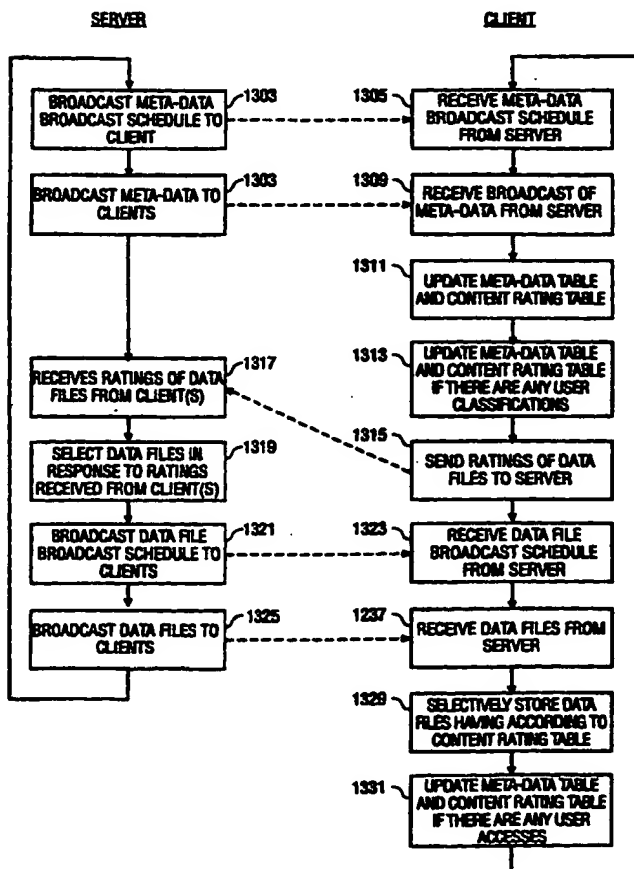 SERVER
CLIENT
1303
BROADCAST META-DATA
BROADCAST SCHEDULE TO
CLIENT
1305
RECEIVE META-DATA
BROADCAST SCHEDULE
FROM SERVER
1303
BROADCAST META-DATA TO
CLIENTS
1309
RECEIVE BROADCAST OF
META-DATA FROM SERVER
1311
UPDATE META-DATA TABLE
AND CONTENT RATING TABLE
1313
UPDATE META-DATA TABLE
AND CONTENT RATING TABLE
IF THERE ARE ANY USER
CLASSIFICATIONS
1317
RECEIVES RATINGS OF DATA
FILES FROM CLIENT(S)
1315
SEND RATINGS OF DATA
FILES TO SERVER
1319
SELECT DATA FILES IN
RESPONSE TO RATINGS
RECEIVED FROM CLIENT(S)
1321
BROADCAST DATA FILE
BROADCAST SCHEDULE TO
CLIENTS
1323
RECEIVE DATA FILE
BROADCAST SCHEDULE
FROM SERVER
1325
BROADCAST DATA FILES TO
CLIENTS
1237
RECEIVE DATA FILES FROM
SERVER
1329
SELECTIVELY STORE DATA
FILES HAVING ACCORDING TO
CONTENT RATING TABLE
1331
UPDATE META-DATA TABLE
AND CONTENT RATING TABLE
IF THERE ARE ANY USER
ACCESSES